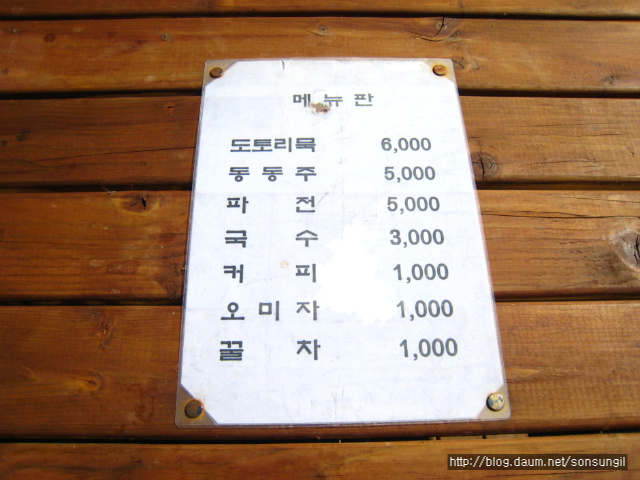 메 뉴 판
도토리묵 6,000
동 동 주 5,000
파 전 5,000
국 수 3,000
커 피 1,000
오 미 자 1,000
꿀 차 1,000
http://blog.daum.net/sonsungil